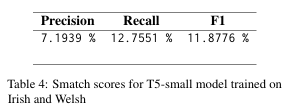 Precision Recall F1
7.1939 % 12.7551 % 11.8776 %
Table 4: Smatch scores for T5-small model trained on
Irish and Welsh